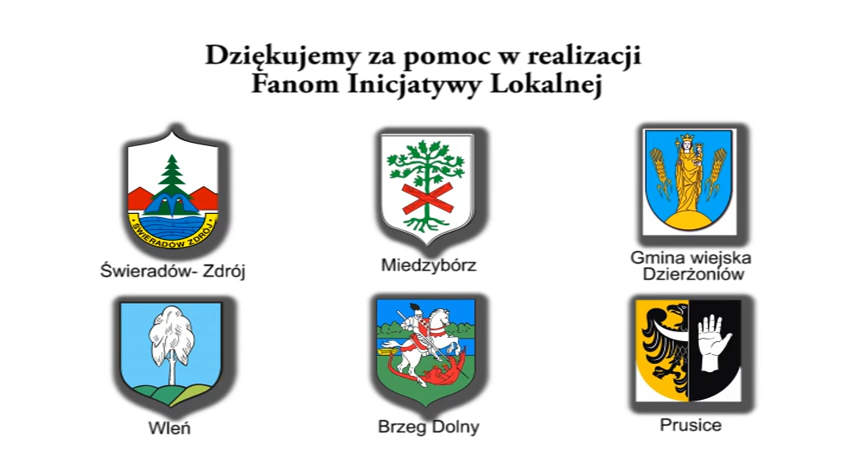 Dziękujemy za pomoc w realizacji
Fanom Inicjatywy Lokalnej
ŚWIERADÓW ZDRÓJ
Świeradów- Zdrój
Miedzybórz
Gmina wiejska
Dzierżoniów
Wleń
Brzeg Dolny
Prusice